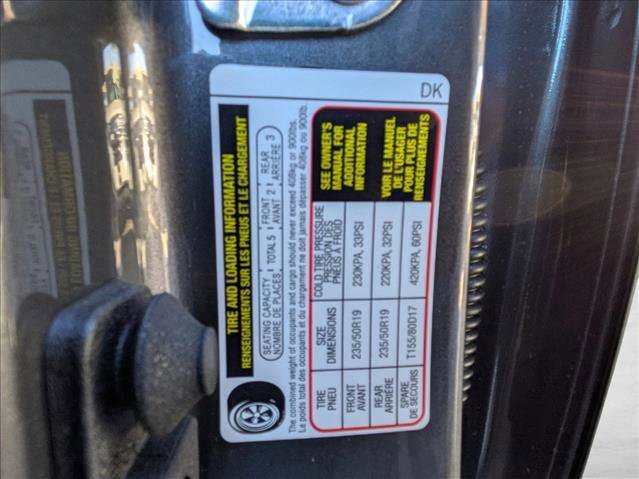 DK
TIRE AND LOADING INFORMATION
RENSEIGNEMENTS SUR LES PNEUS ET LE CHARGEMENT
SEATING CAPACITY TOTAL 5 FRONT 2 REAR 3
NOMBRE DE PLACES AVANT ARRIÈRE
The combined weight of occupants and cargo should never exceed 408kg or 900lbs.
Le poids total des occupants et du chargement ne doit jamais dépasser 408kg ou 900lb.
TIRE SIZE COLD TIRE PRESSURE
PNEU DIMENSIONS PRESSION DES PNEUS À FROID
FRONT 235/50R19 230KPA, 33PSI
AVANT
REAR 235/50R19 220KPA, 32PSI
ARRIÈRE
SPARE T155/80D17 420KPA, 60PSI
DE SECOURS
SEE OWNER'S
MANUAL FOR
ADDITIONAL
INFORMATION
VOIR LE MANUEL
DE L'USAGER
POUR PLUS DE
RENSEIGNEMENTS